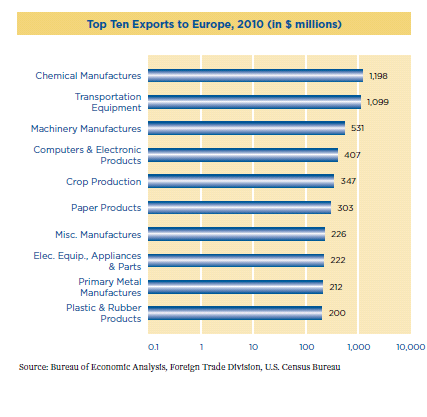 Top Ten Exports to Europe, 2010 (in $ millions)
Chemical Manufactures 1,198
Transportation
Equipment 1,099
Machinery Manufactures 531
Computers & Electronic
Products 407
Crop Production 347
Paper Products 303
Misc. Manufactures 226
Elec. Equip., Appliances
& Parts 222
Primary Metal
Manufactures 212
Plastic & Rubber
Products 200
0.1 1 10 100 1,000 10,000
Source: Bureau of Economic Analysis, Foreign Trade Division, U.S. Census Bureau